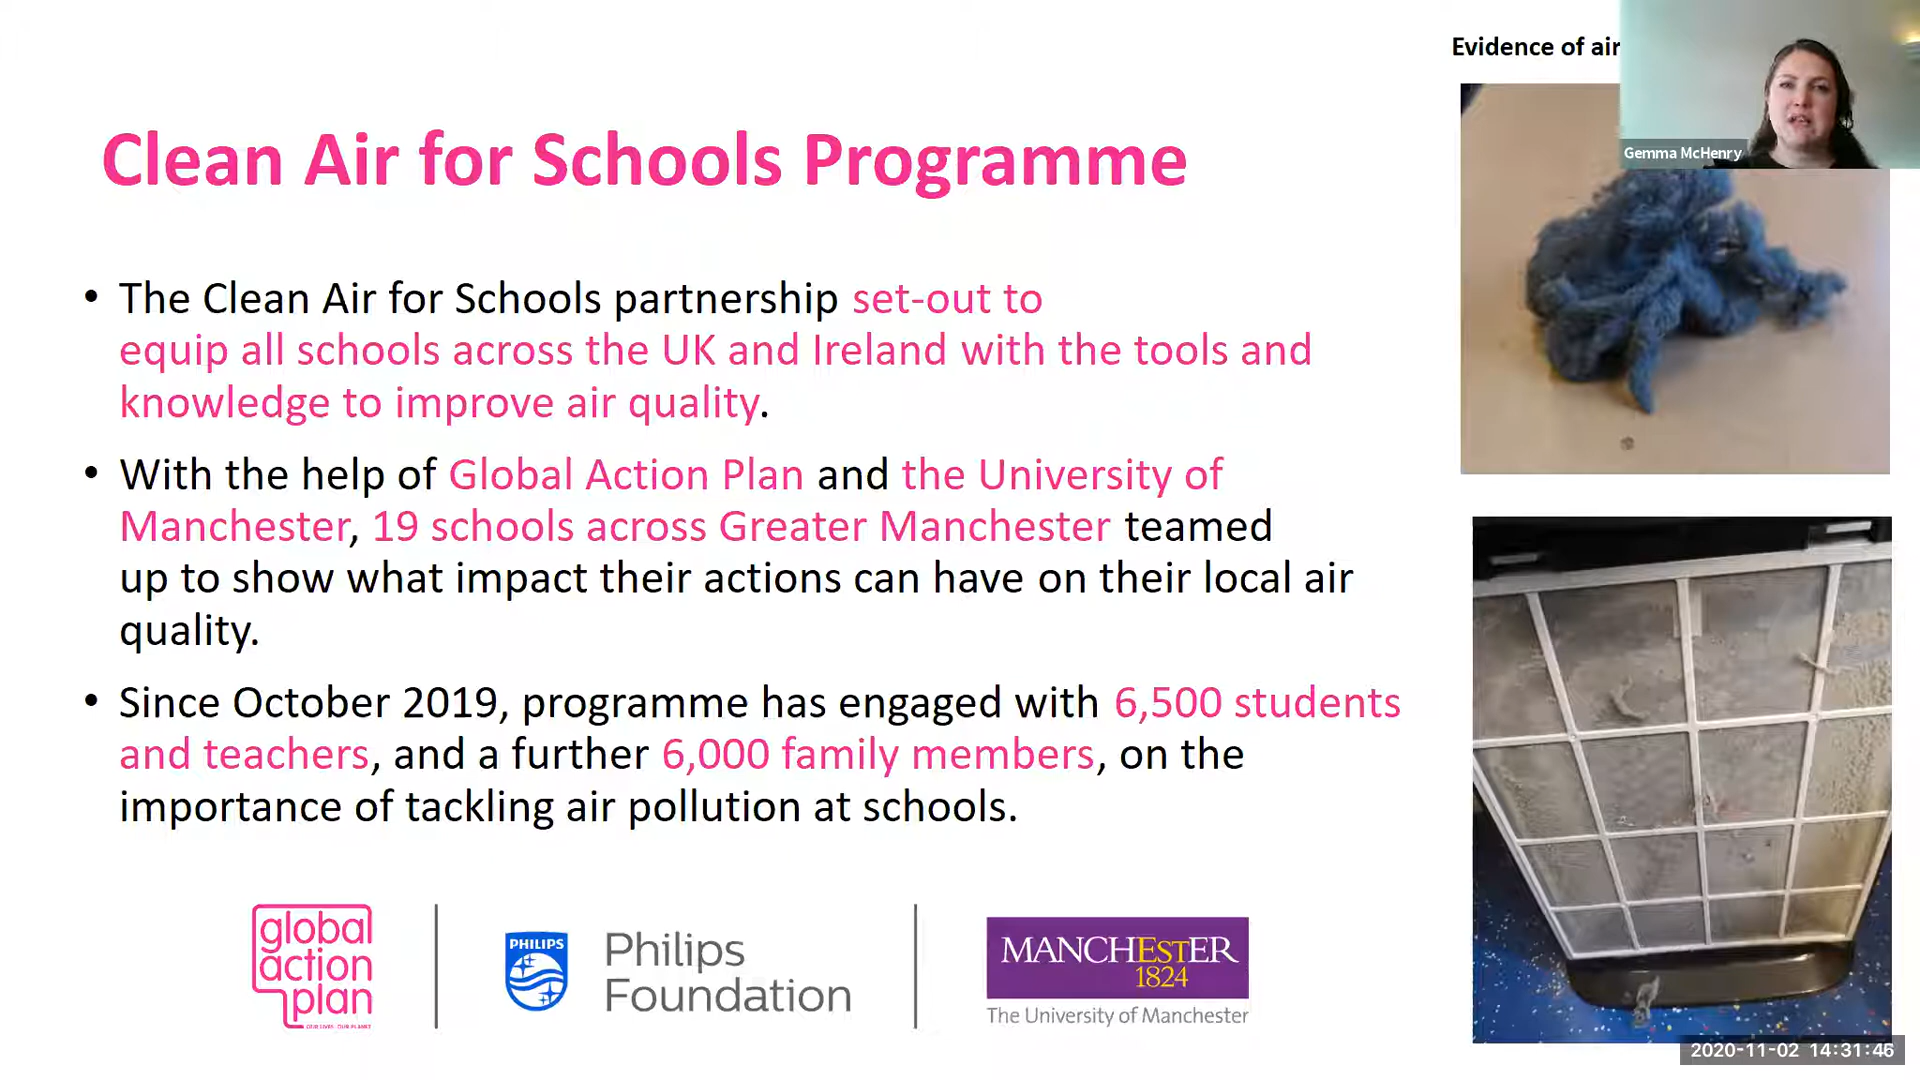 Evidence of air
Gemma McHenry
Clean Air for Schools Programme
• The Clean Air for Schools partnership set-out to
equip all schools across the UK and Ireland with the tools and
knowledge to improve air quality.
• With the help of Global Action Plan and the University of
Manchester, 19 schools across Greater Manchester teamed
up to show what impact their actions can have on their local air
quality.
• Since October 2019, programme has engaged with 6,500 students
and teachers, and a further 6,000 family members, on the
importance of tackling air pollution at schools.
global
action
plan
OUR LIVES. OUR PLANET
PHILIPS
Philips
Foundation
MANCHESTER
1824
The University of Manchester
2020-11-02 14:31:46